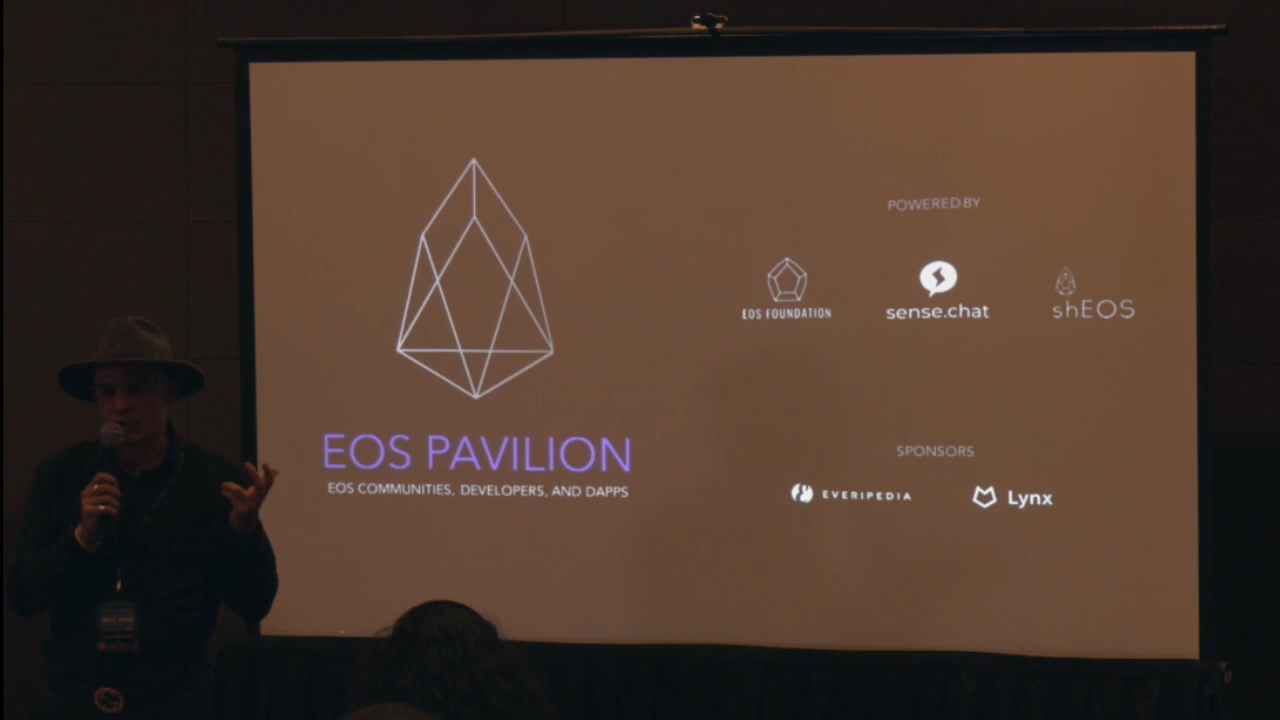 EOS PAVILION
EOS COMMUNITIES, DEVELOPERS, AND DAPPS
POWERED BY
EOS FOUNDATION
sense.chat
shEOS
SPONSORS
EVERIPEDIA
Lynx